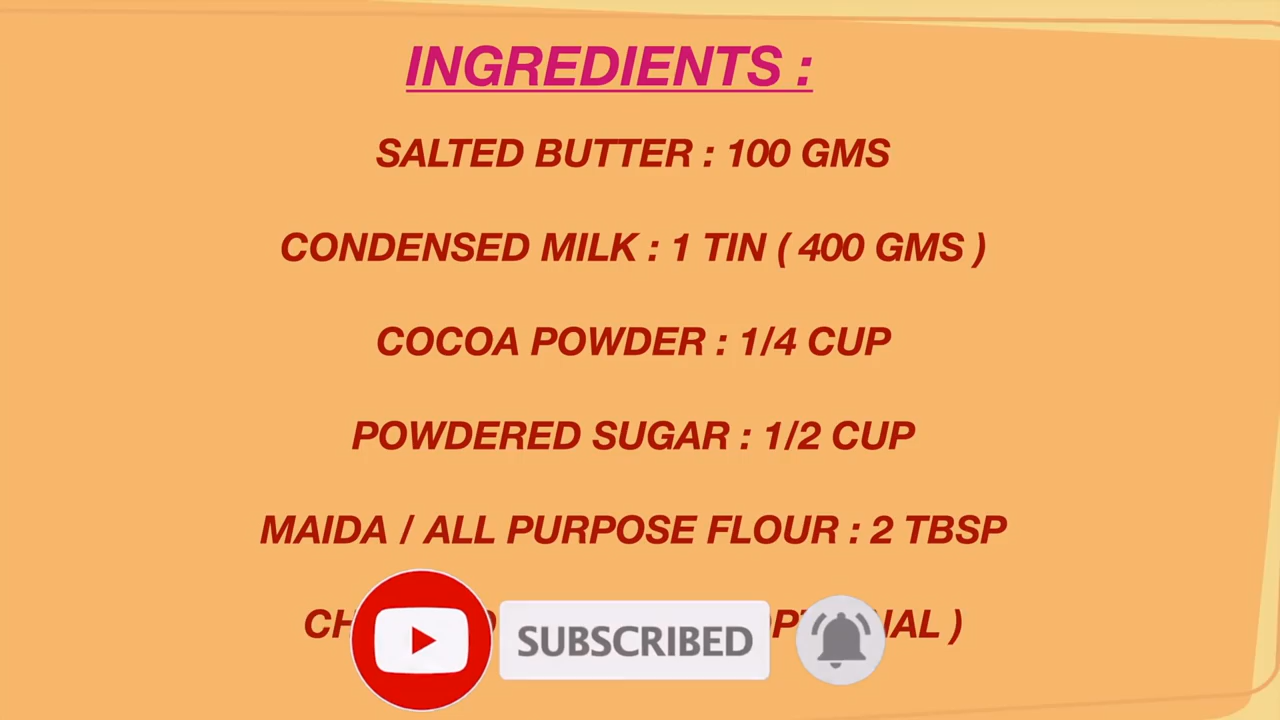 INGREDIENTS :
SALTED BUTTER : 100 GMS
CONDENSED MILK : 1 TIN ( 400 GMS )
COCOA POWDER : 1/4 CUP
POWDERED SUGAR : 1/2 CUP
MAIDA / ALL PURPOSE FLOUR : 2 TBSP
)
SUBSCRIBED